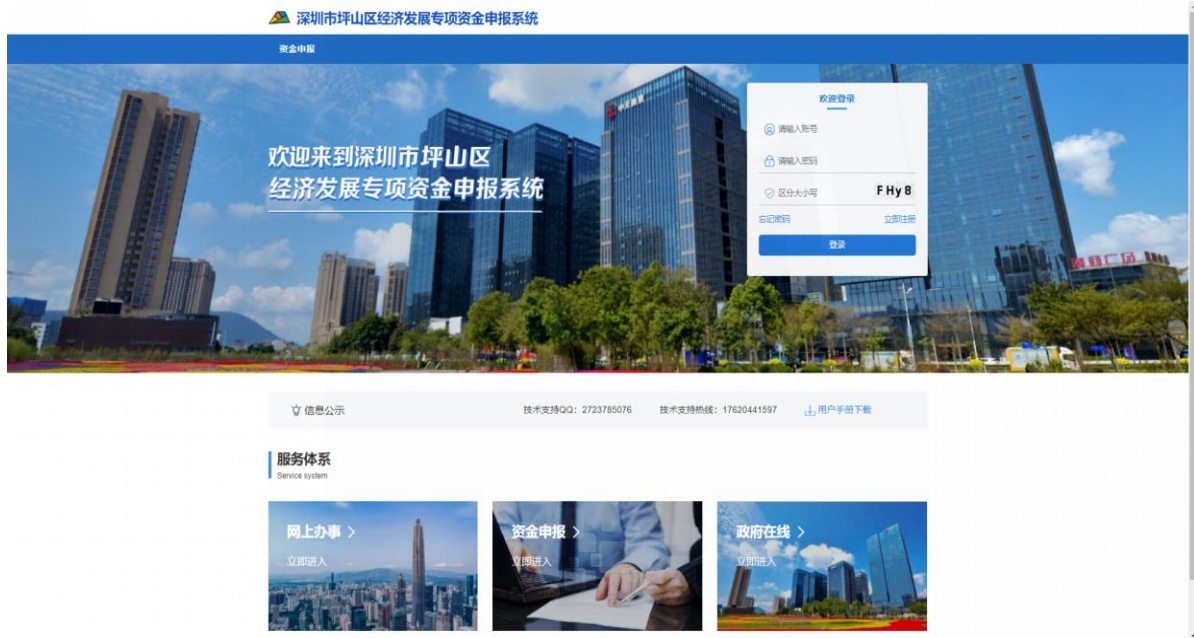 深圳市坪山区经济发展专项资金申报系统
资金申报
欢迎来到深圳市坪山区
经济发展专项资金申报系统
欢迎登录
请输入账号
请输入密码
区分大小写
FHy8
忘记密码
立即注册
登录
信息公示
技术支持QQ：2723785076
技术支持热线：17620441597
用户手册下载
服务体系
Service system
网上办事 >
立即进入
资金申报 >
立即进入
政府在线 >
立即进入